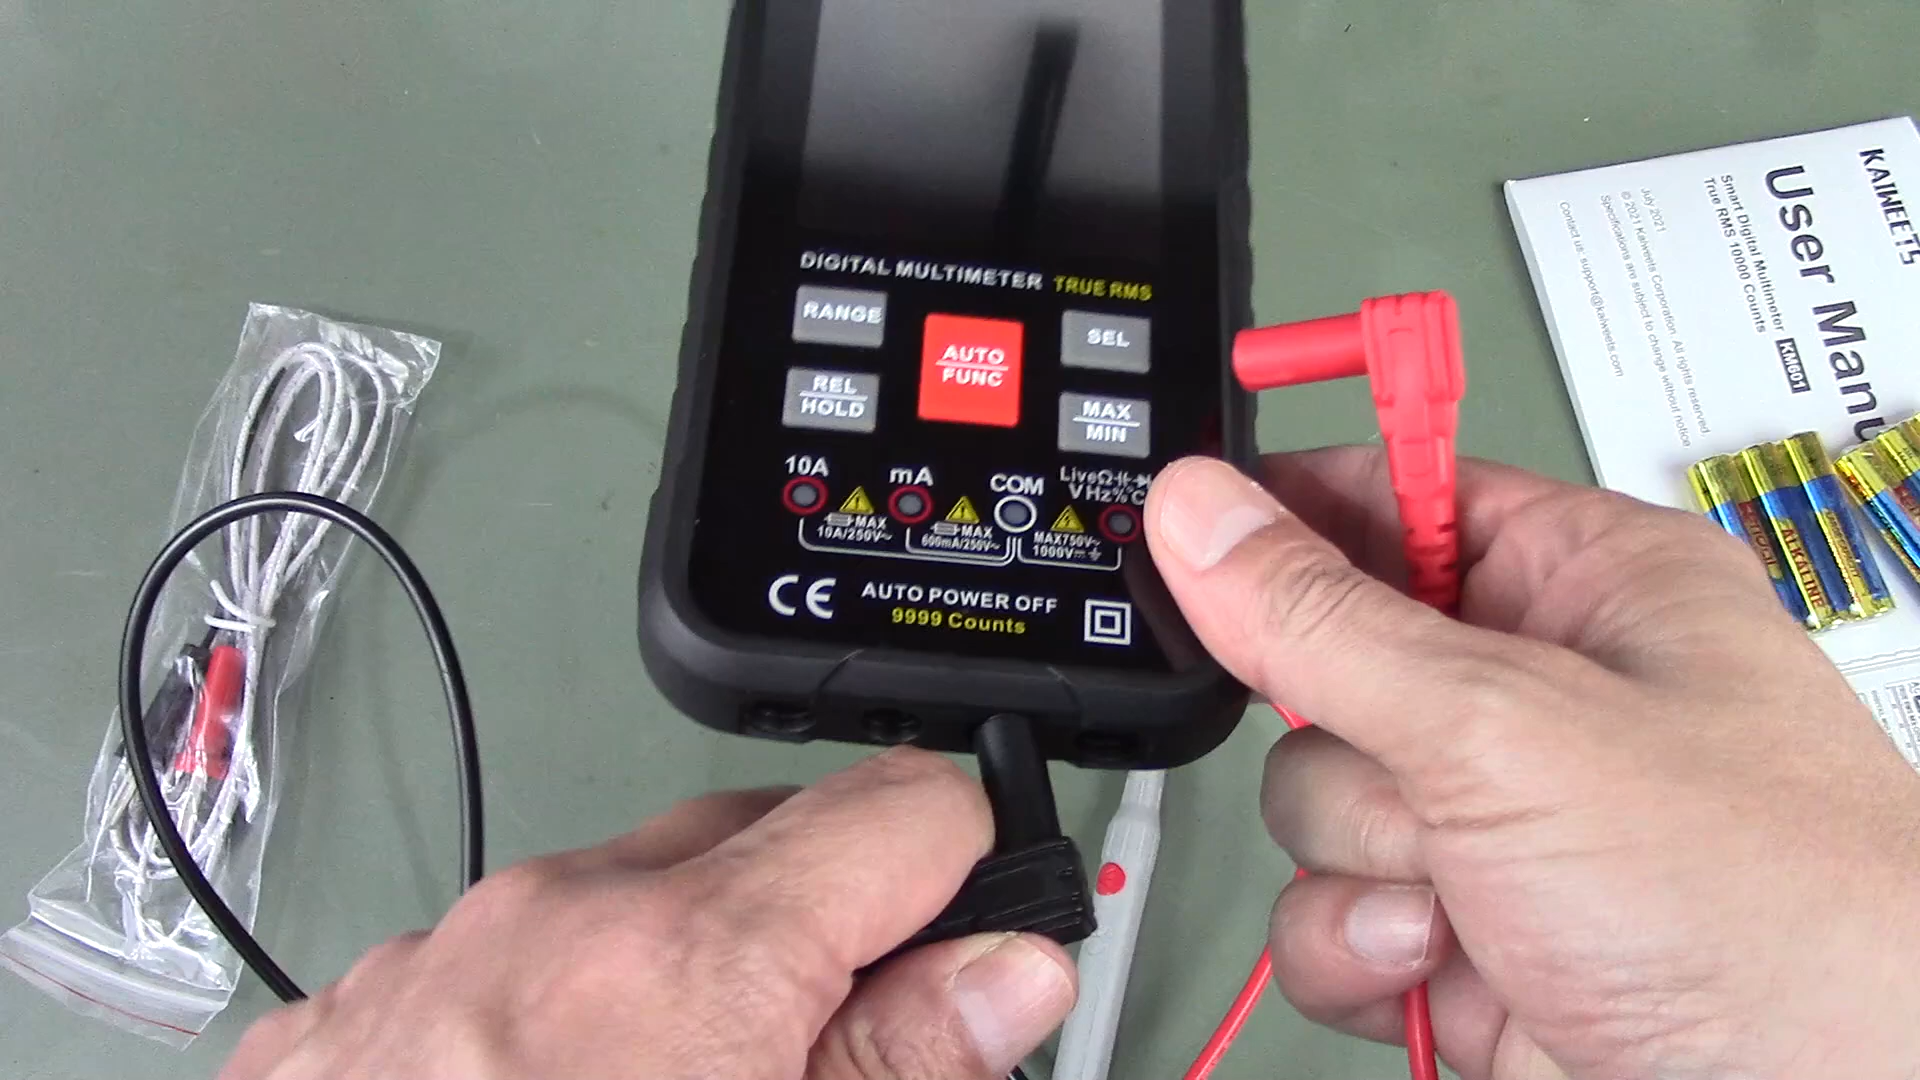 DIGITAL MULTIMETER TRUE RMS
RANGE
AUTO
FUNC
SEL
REL
HOLD
MAX
MIN
10A
mA
COM
LiveΩ
VHz%°C
MAX
10A/250V~
MAX
600mA/250V~
MAX750V~
1000V
CE
AUTO POWER OFF
9999 Counts
KAIWEETS
User Manu
Smart Digital Multimeter KM601
True RMS 10000 Counts
July 2021
© 2021 Kaiweets Corporation. All rights reserved.
Specifications are subject to change without notice
Contact us: support@kaiweets.com
ALKALINE